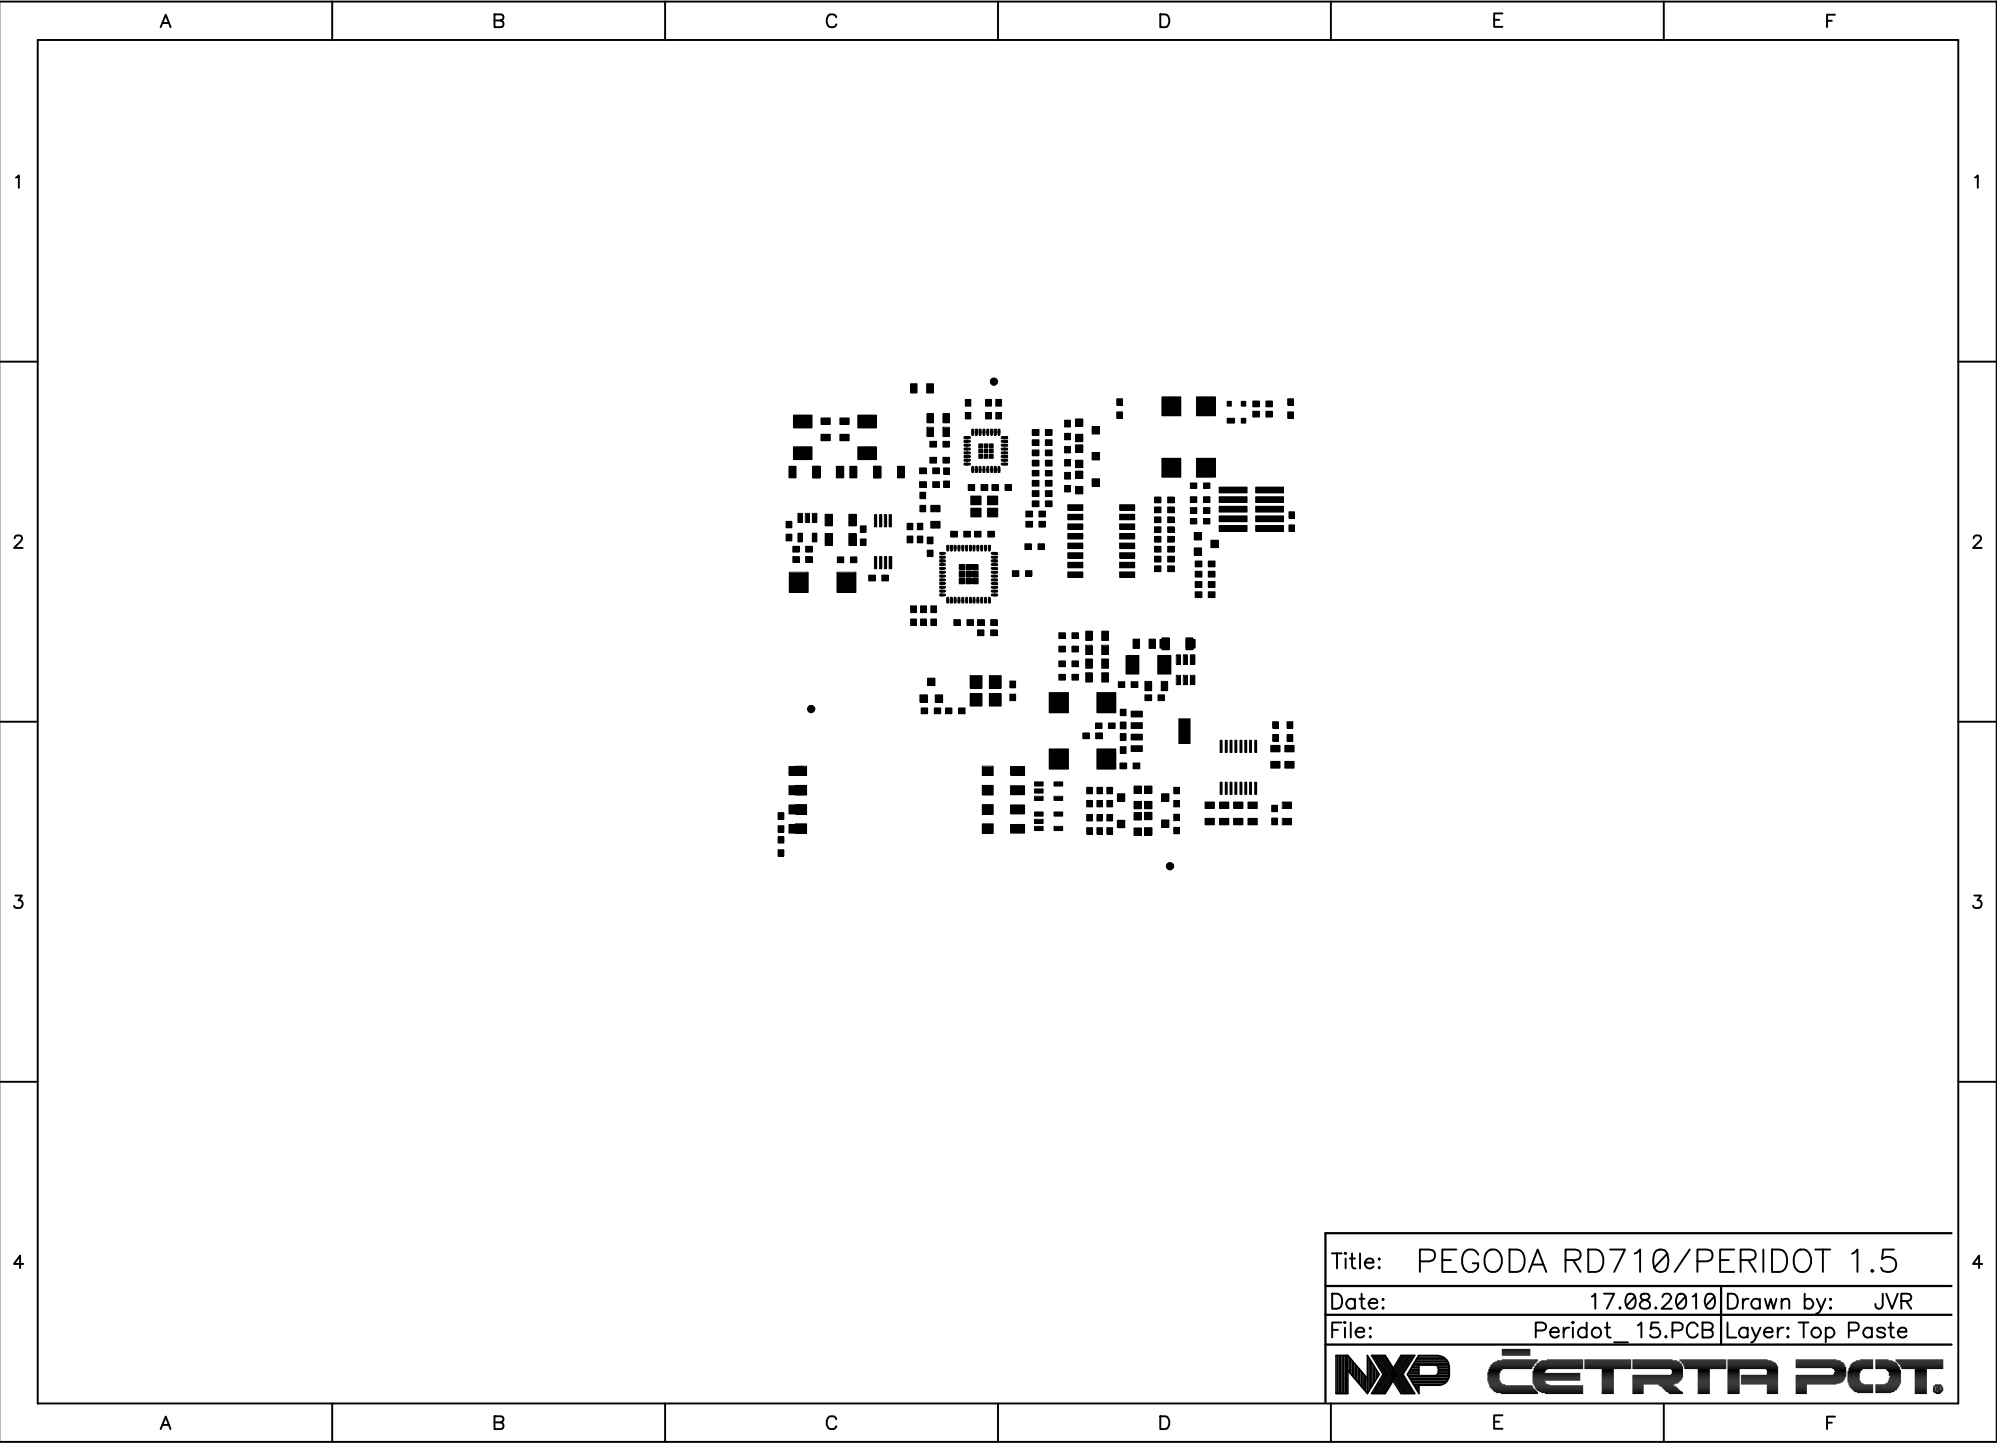 A B C D E F
1 1
2 2
3 3
4 4
Title: PEGODA RD710/PERIDOT 1.5
Date: 17.08.2010 Drawn by: JVR
File: Peridot_15.PCB Layer: Top Paste
NXP ČETRTA POT.
A B C D E F